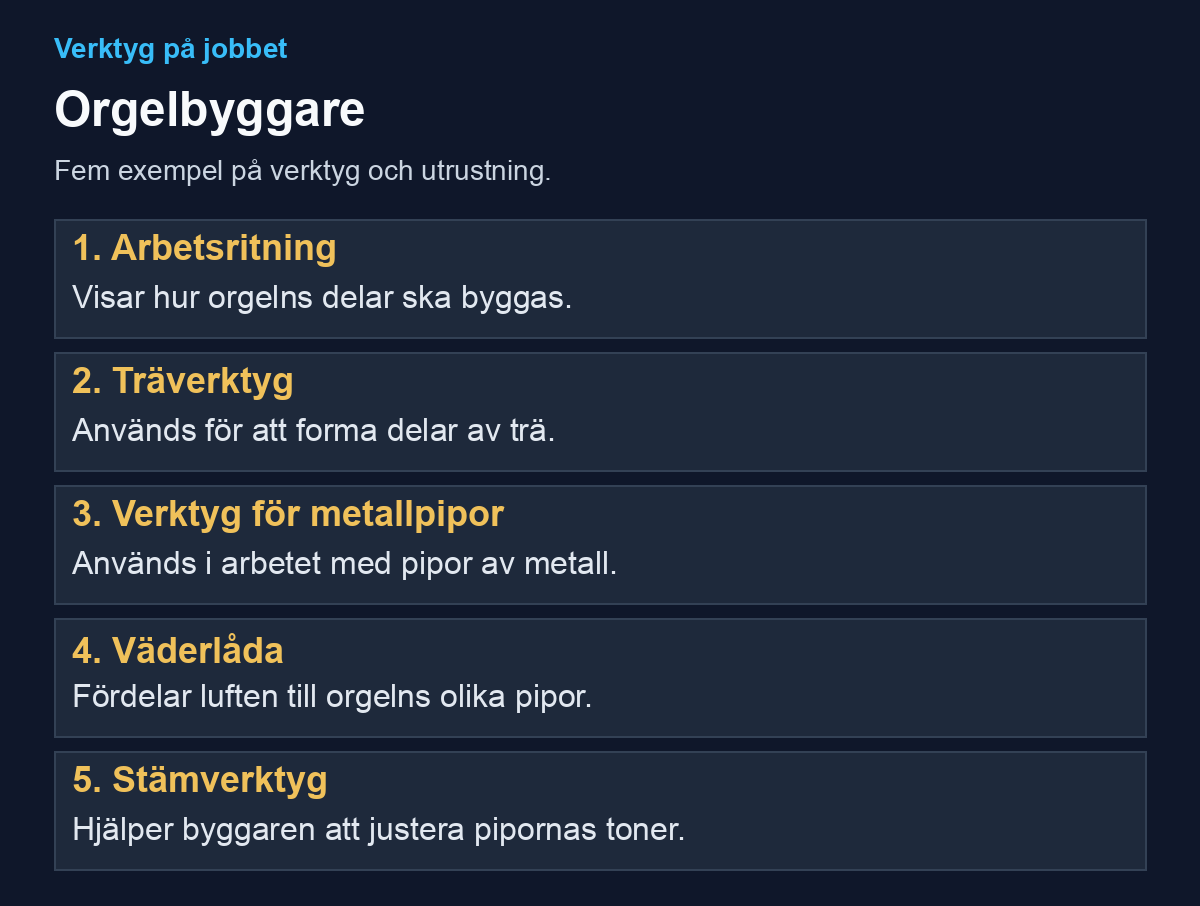 Verktyg på jobbet
Orgelbyggare
Fem exempel på verktyg och utrustning.
1. Arbetsritning
Visar hur orgelns delar ska byggas.
2. Träverktyg
Används för att forma delar av trä.
3. Verktyg för metallpipor
Används i arbetet med pipor av metall.
4. Väderlåda
Fördelar luften till orgelns olika pipor.
5. Stämverktyg
Hjälper byggaren att justera pipornas toner.